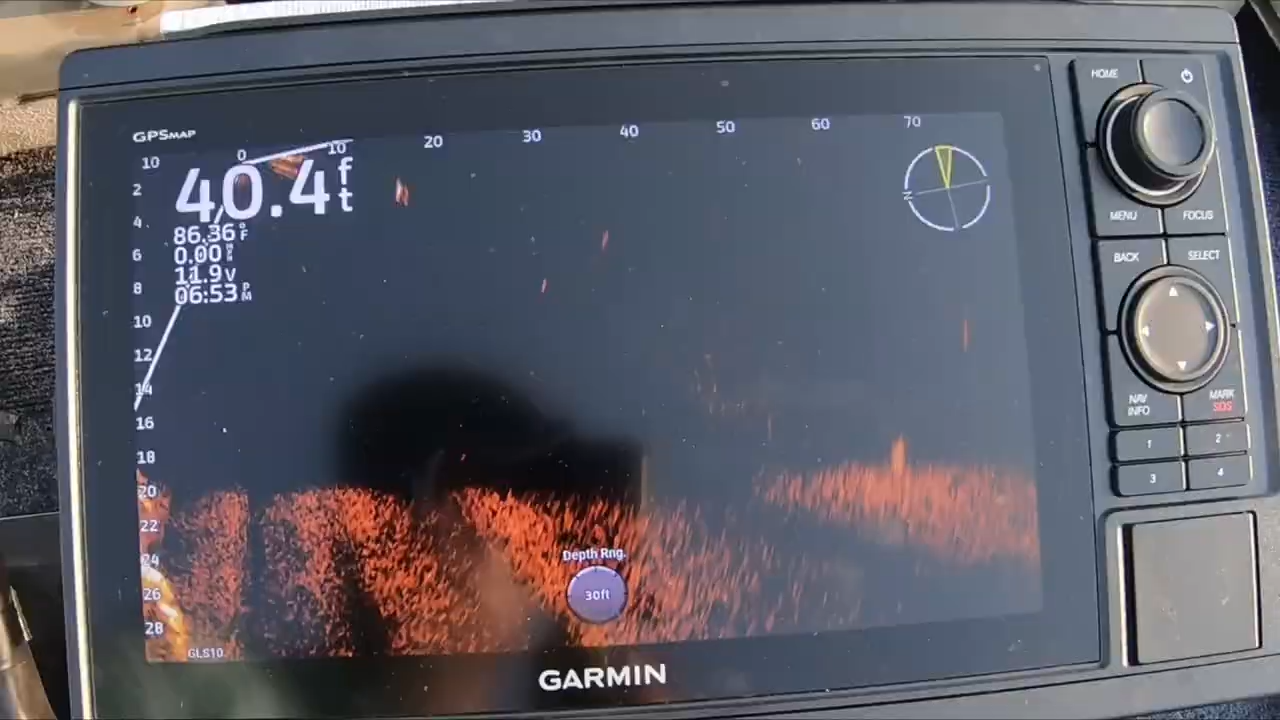 GPSMAP
10 0 10 20 30 40 50 60 70
40.4 ft
86.36 °F
0.00
11.9 V
06:53 PM
2
4
6
8
10
12
14
16
18
20
22
24
26
28
N
Depth Rng.
30ft
GLS10
GARMIN
HOME
MENU FOCUS
BACK SELECT
NAV INFO
MARK SOS
1 2
3 4